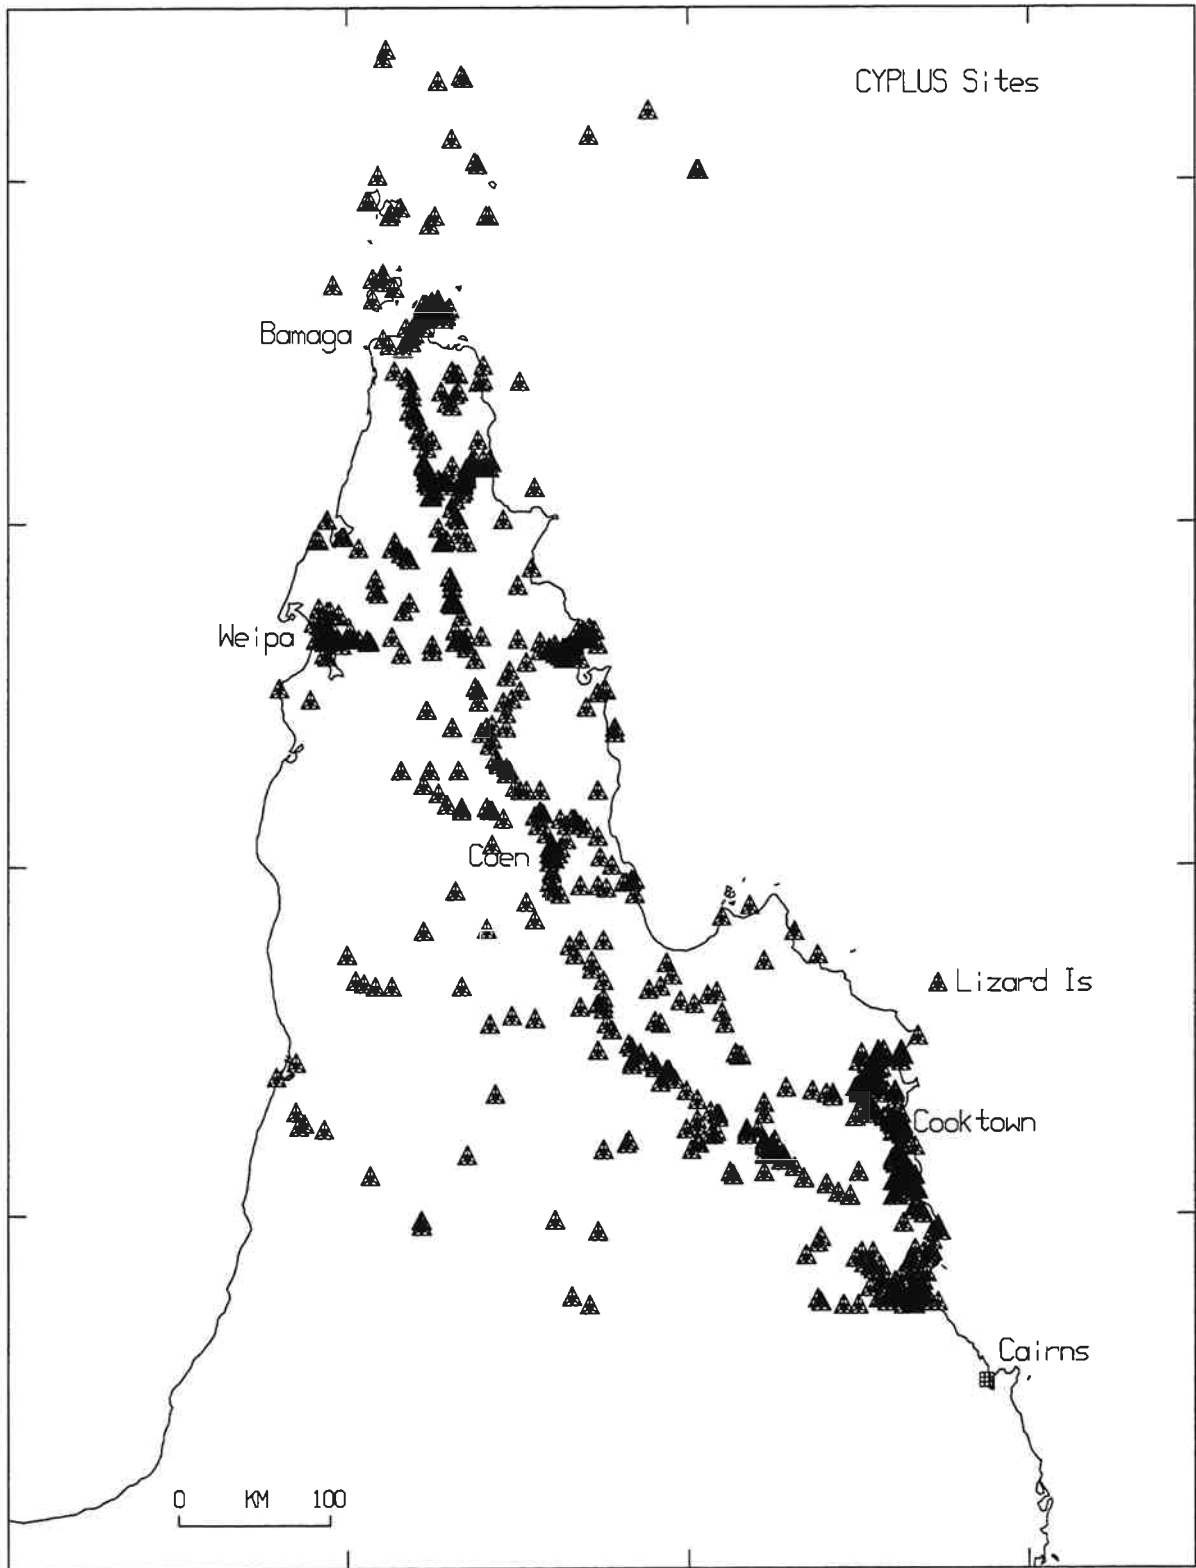 CYPLUS Sites
Bamaga
Weipa
Coen
Lizard Is
Cooktown
Cairns
0 KM 100